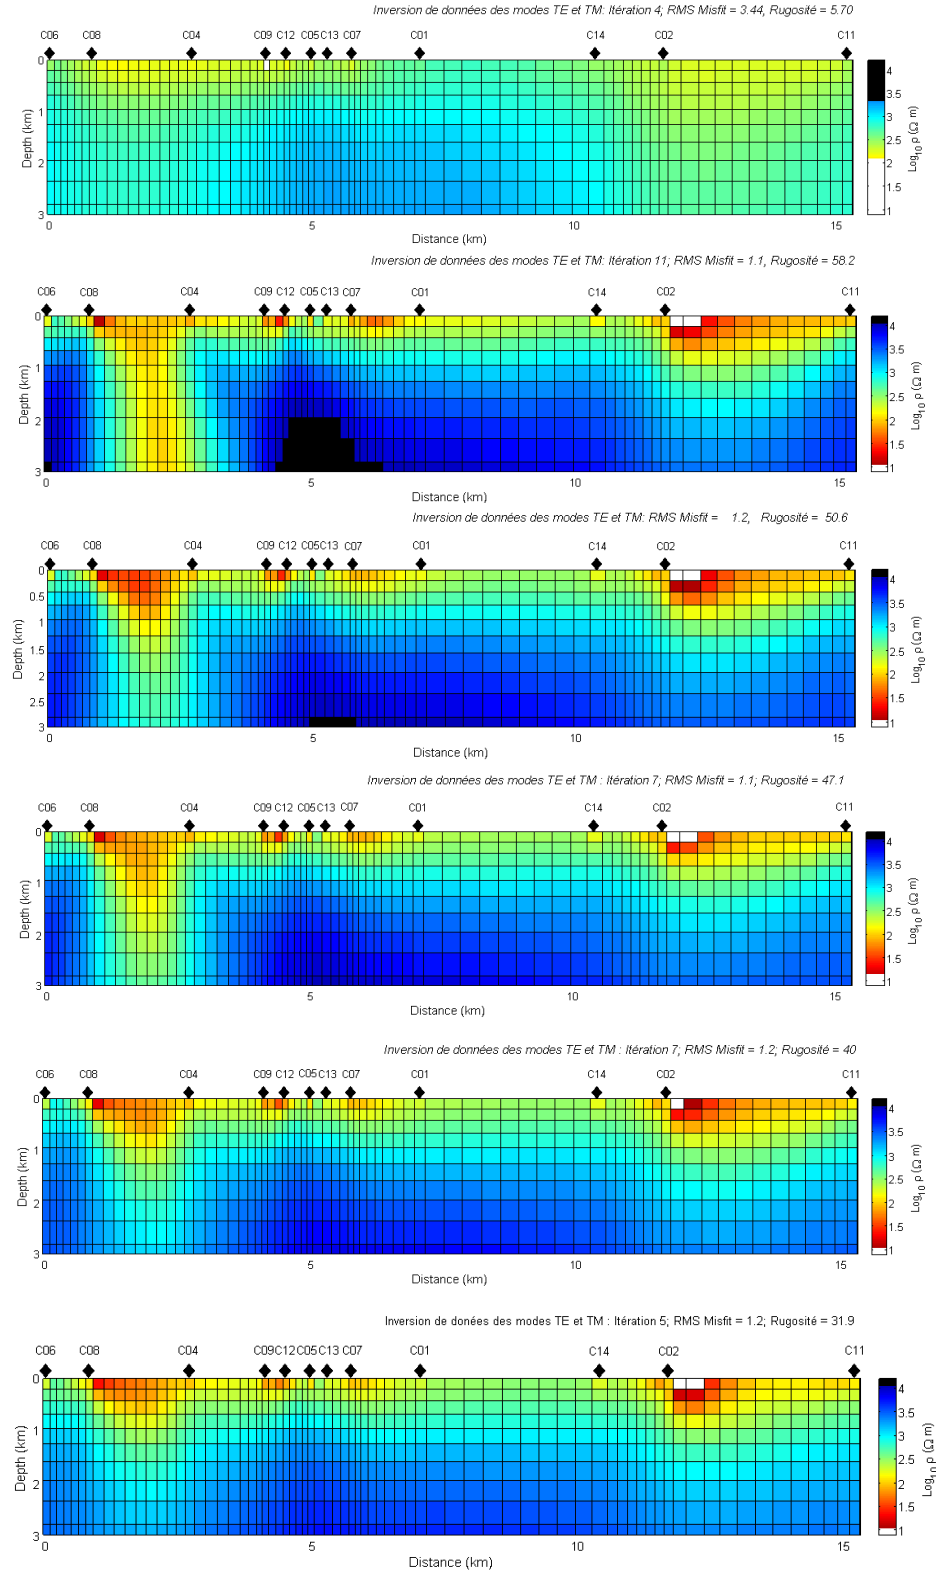 Inversion de données des modes TE et TM: Itération 4; RMS Misfit = 3.44, Rugosité = 5.70
C06 C08 C04 C09 C12 C05 C13 C07 C01 C14 C02 C11
0
1
2
3
Depth (km)
0 5 10 15
Distance (km)
4
3.5
3
2.5
2
1.5
1
Log10 ρ (Ω m)
Inversion de données des modes TE et TM: Itération 11; RMS Misfit = 1.1, Rugosité = 58.2
C06 C08 C04 C09 C12 C05 C13 C07 C01 C14 C02 C11
0
1
2
3
Depth (km)
0 5 10 15
Distance (km)
4
3.5
3
2.5
2
1.5
1
Log10 ρ (Ω m)
Inversion de données des modes TE et TM: RMS Misfit = 1.2, Rugosité = 50.6
C06 C08 C04 C09 C12 C05 C13 C07 C01 C14 C02 C11
0
0.5
1
1.5
2
2.5
3
Depth (km)
0 5 10 15
Distance (km)
4
3.5
3
2.5
2
1.5
1
Log10 ρ (Ω m)
Inversion de données des modes TE et TM : Itération 7; RMS Misfit = 1.1; Rugosité = 47.1
C06 C08 C04 C09 C12 C05 C13 C07 C01 C14 C02 C11
0
1
2
3
Depth (km)
0 5 10 15
Distance (km)
4
3.5
3
2.5
2
1.5
1
Log10 ρ (Ω m)
Inversion de données des modes TE et TM : Itération 7; RMS Misfit = 1.2; Rugosité = 40
C06 C08 C04 C09 C12 C05 C13 C07 C01 C14 C02 C11
0
1
2
3
Depth (km)
0 5 10 15
Distance (km)
4
3.5
3
2.5
2
1.5
1
Log10 ρ (Ω m)
Inversion de donées des modes TE et TM : Itération 5; RMS Misfit = 1.2; Rugosité = 31.9
C06 C08 C04 C09 C12 C05 C13 C07 C01 C14 C02 C11
0
1
2
3
Depth (km)
0 5 10 15
Distance (km)
4
3.5
3
2.5
2
1.5
1
Log10 ρ (Ω m)